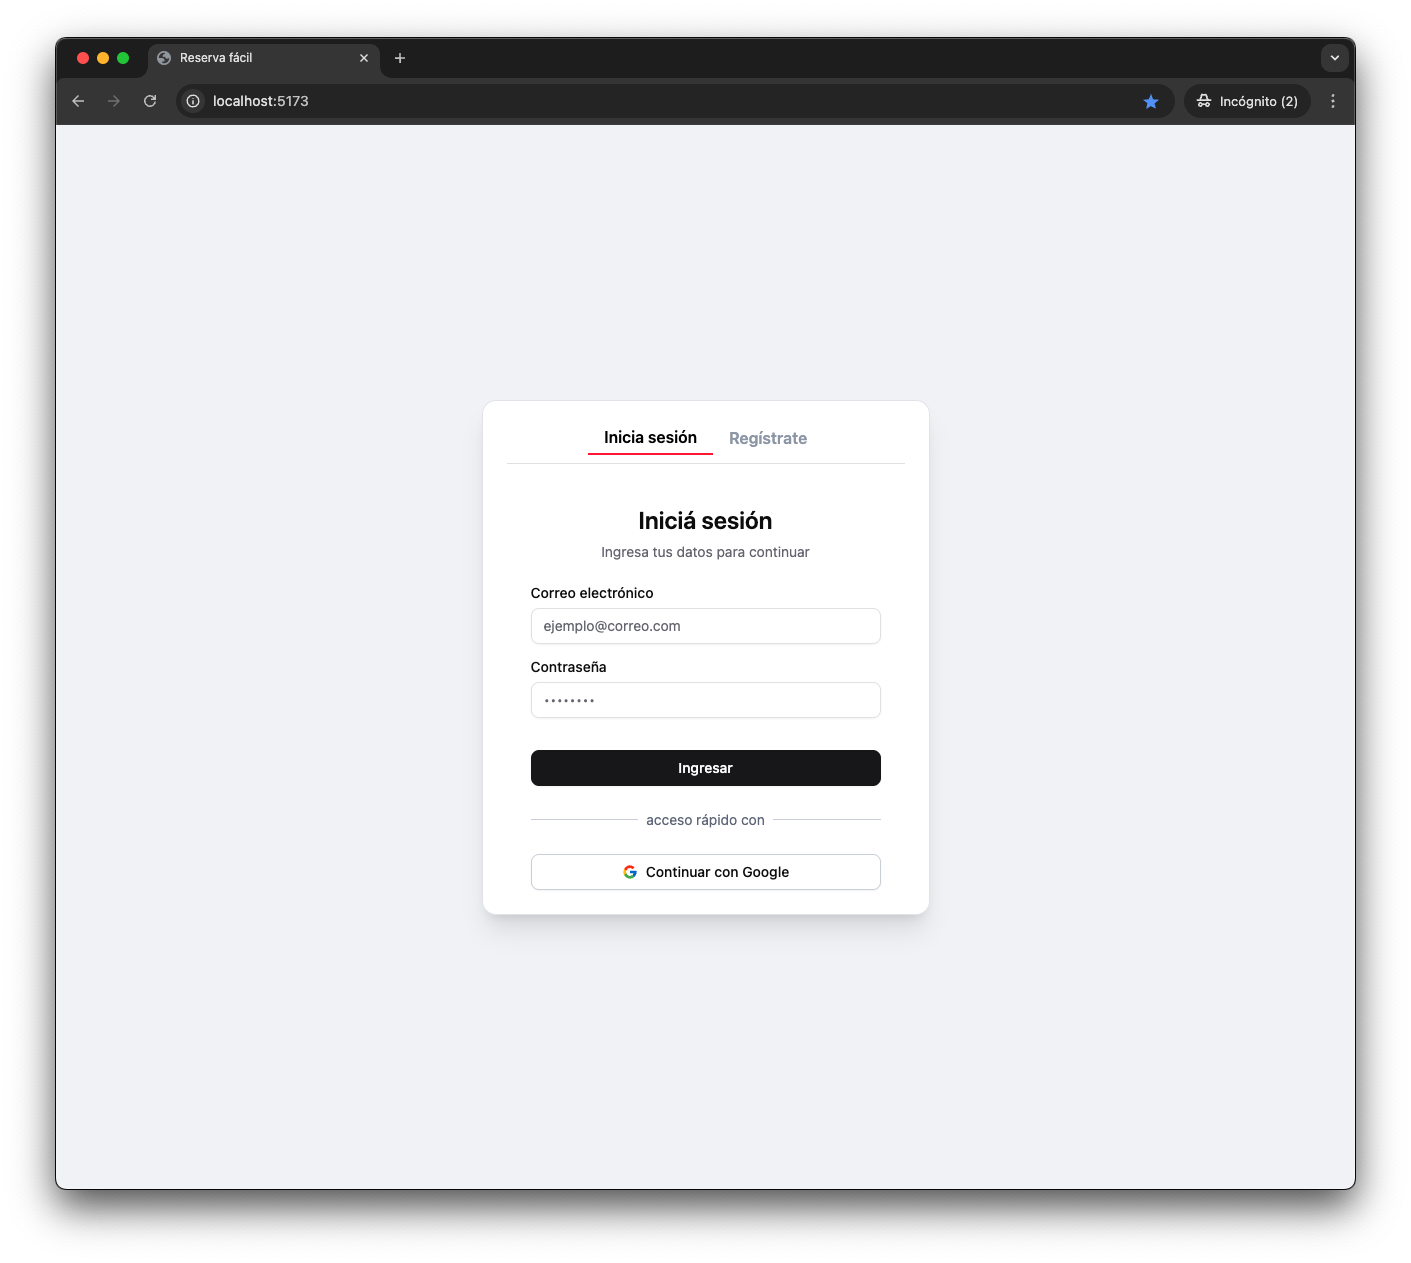 Reserva fácil
localhost:5173
Incógnito (2)
Inicia sesión
Regístrate
Iniciá sesión
Ingresa tus datos para continuar
Correo electrónico
ejemplo@correo.com
Contraseña
••••••••
Ingresar
acceso rápido con
Continuar con Google